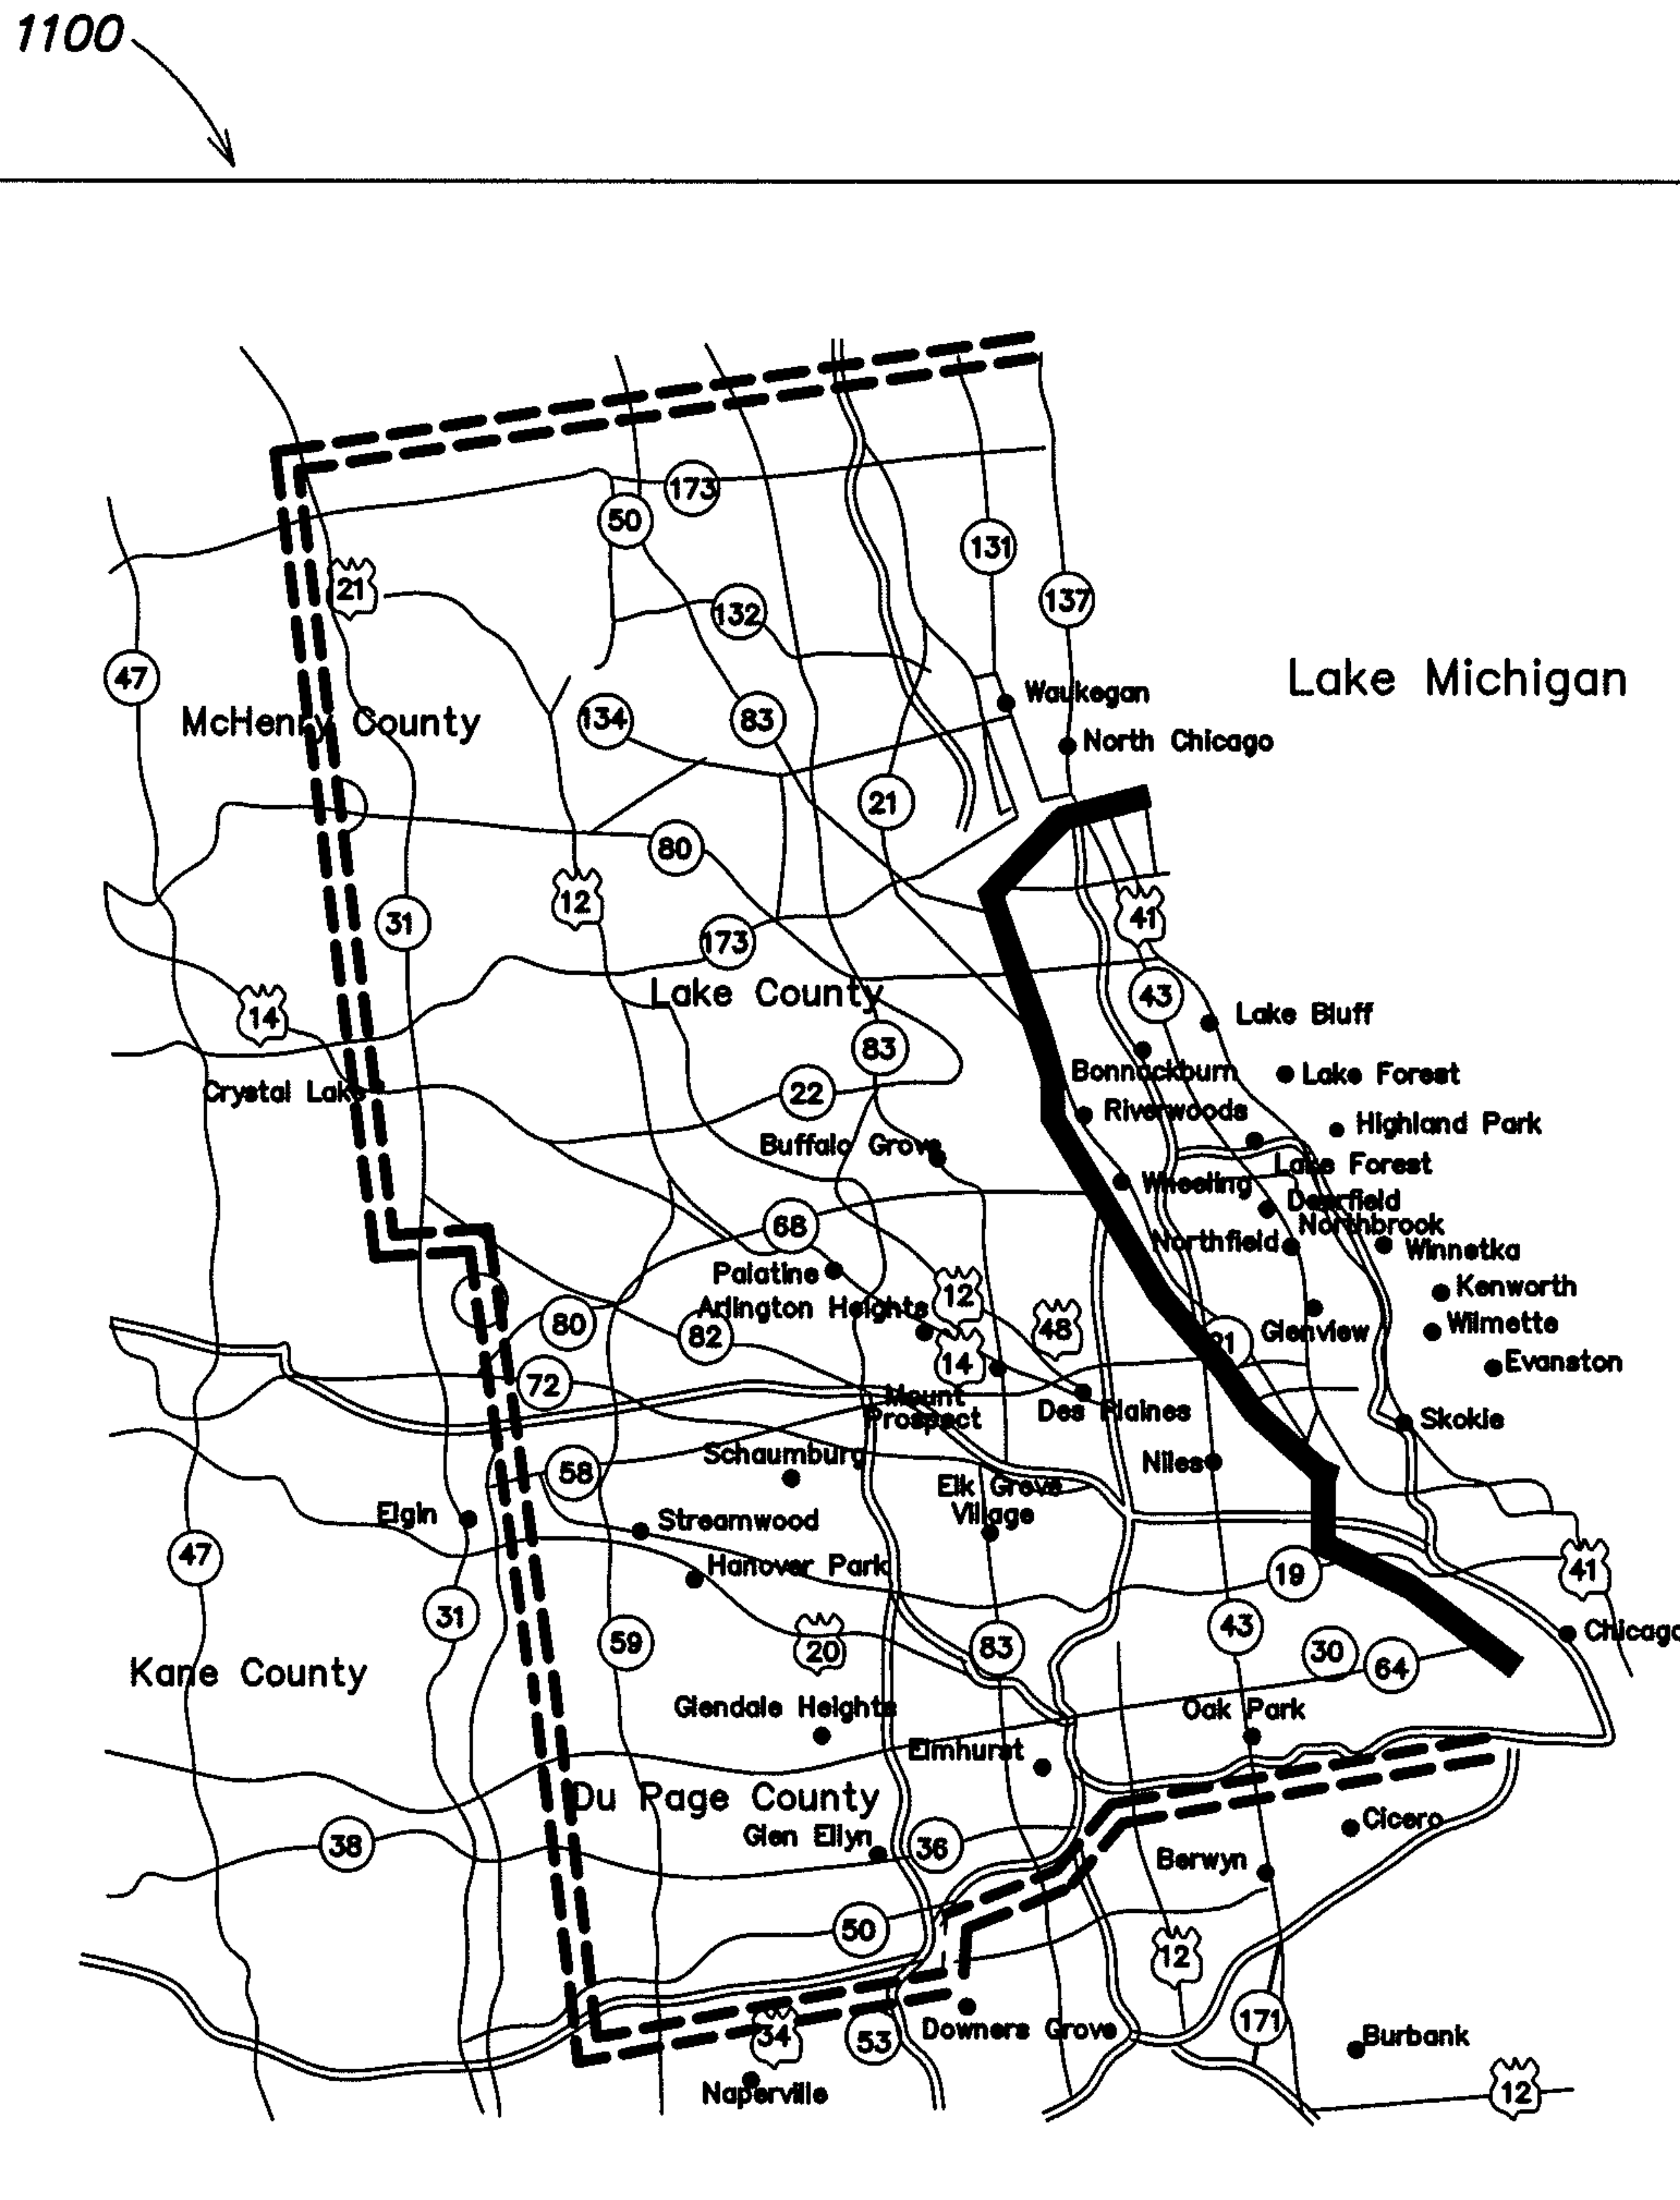 1100
173
50
131
21
137
132
47
Lake Michigan
Waukegan
McHenry County
134
83
North Chicago
21
80
12
31
41
173
Lake County
43
14
Lake Bluff
83
Bonnackburn
Lake Forest
Crystal Lake
22
Riverwoods
Highland Park
Buffalo Grove
Lake Forest
Wheeling
Deerfield
68
Northbrook
Northfield
Winnetka
Palatine
12
Kenworth
Arlington Heights
80
82
48
21
Glenview
Wilmette
14
Evanston
72
Mount
Prospect
Des Plaines
Skokie
Schaumburg
Niles
58
Elk Grove
Village
Elgin
Streamwood
47
Hanover Park
19
41
31
59
20
83
43
Chicago
30
64
Kane County
Glendale Heights
Oak Park
Elmhurst
Du Page County
Cicero
38
Glen Ellyn
36
Berwyn
50
12
34
53
Downers Grove
171
Burbank
Naperville
12